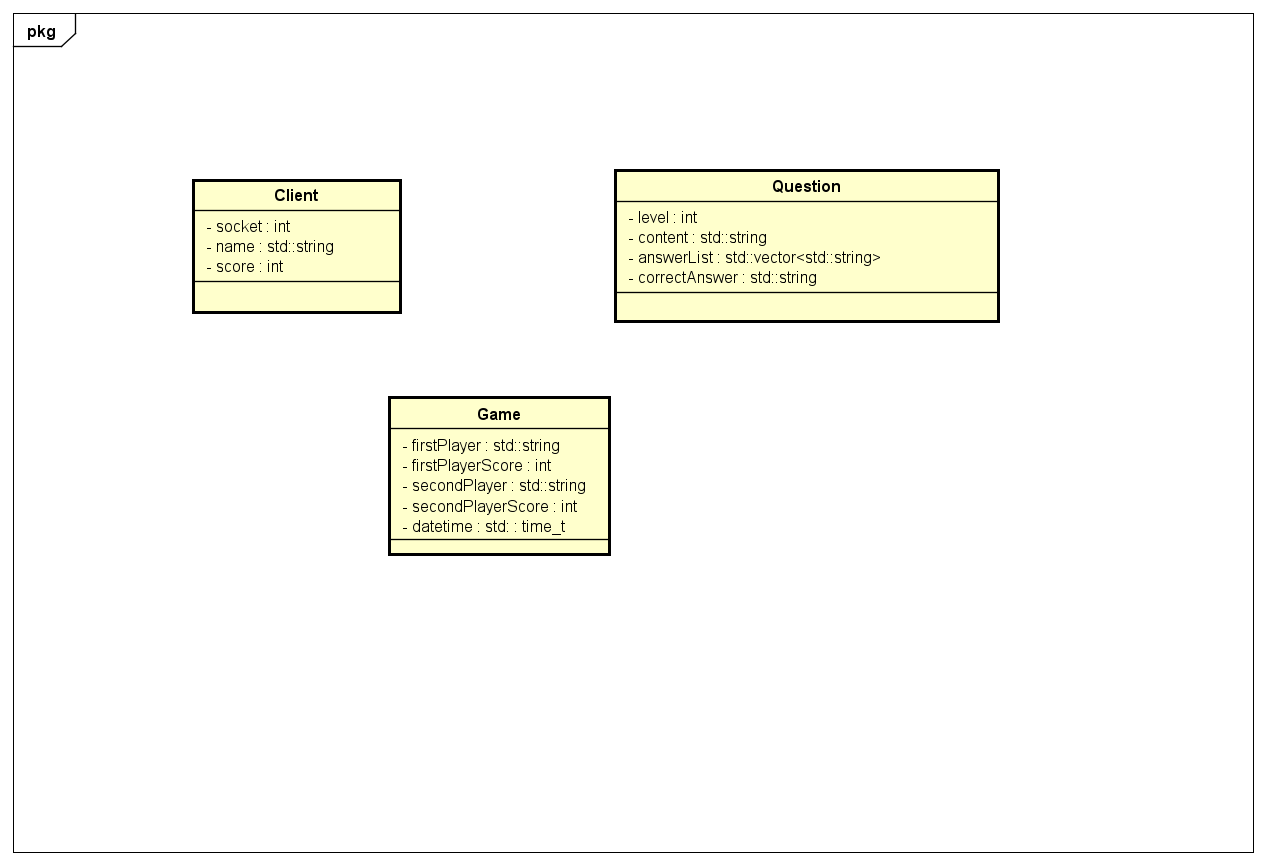 pkg
Client
- socket : int
- name : std::string
- score : int
Question
- level : int
- content : std::string
- answerList : std::vector<std::string>
- correctAnswer : std::string
Game
- firstPlayer : std::string
- firstPlayerScore : int
- secondPlayer : std::string
- secondPlayerScore : int
- datetime : std: : time_t